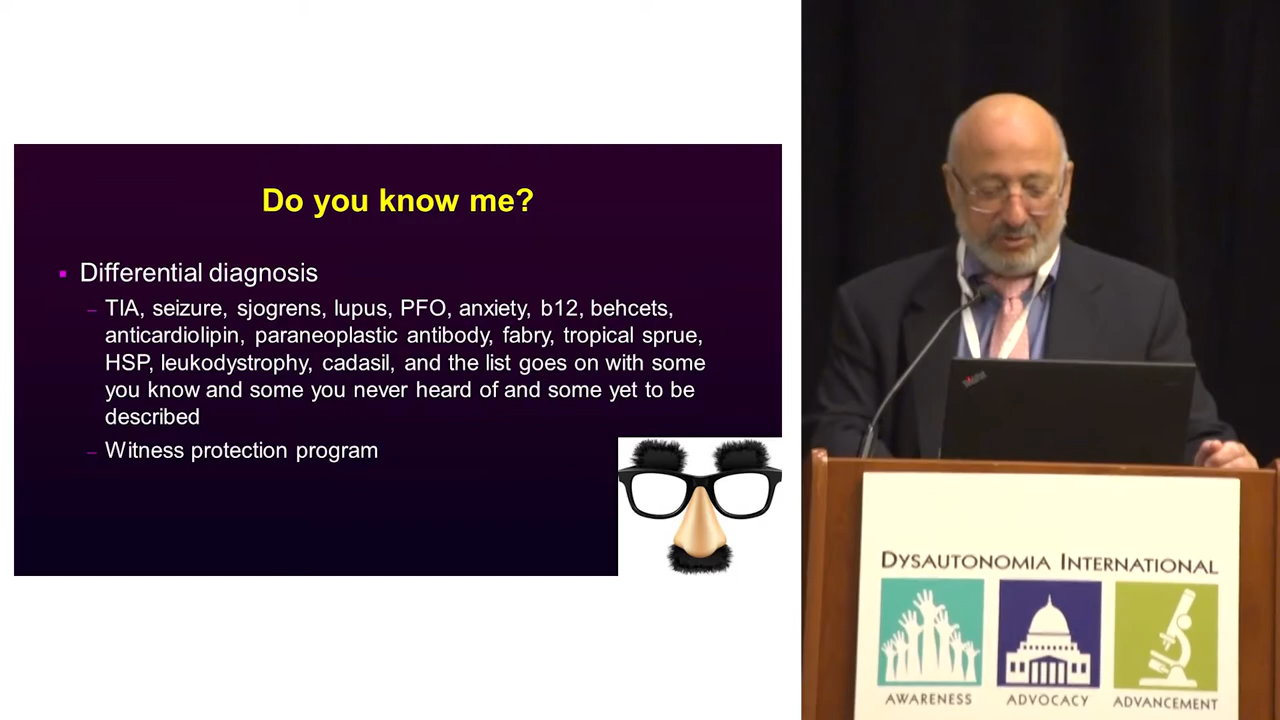 Do you know me?
Differential diagnosis
TIA, seizure, sjogrens, lupus, PFO, anxiety, b12, behcets,
anticardiolipin, paraneoplastic antibody, fabry, tropical sprue,
HSP, leukodystrophy, cadasil, and the list goes on with some
you know and some you never heard of and some yet to be
described
Witness protection program
DYSAUTONOMIA INTERNATIONAL
AWARENESS ADVOCACY ADVANCEMENT